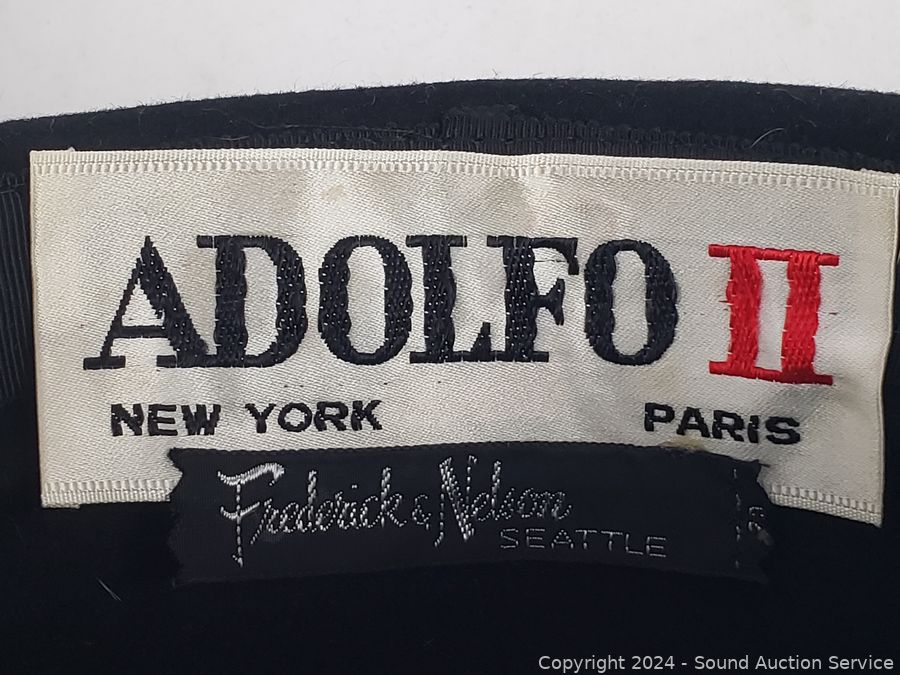 ADOLFO II
NEW YORK PARIS
Frederick & Nelson
SEATTLE
Copyright 2024 - Sound Auction Service